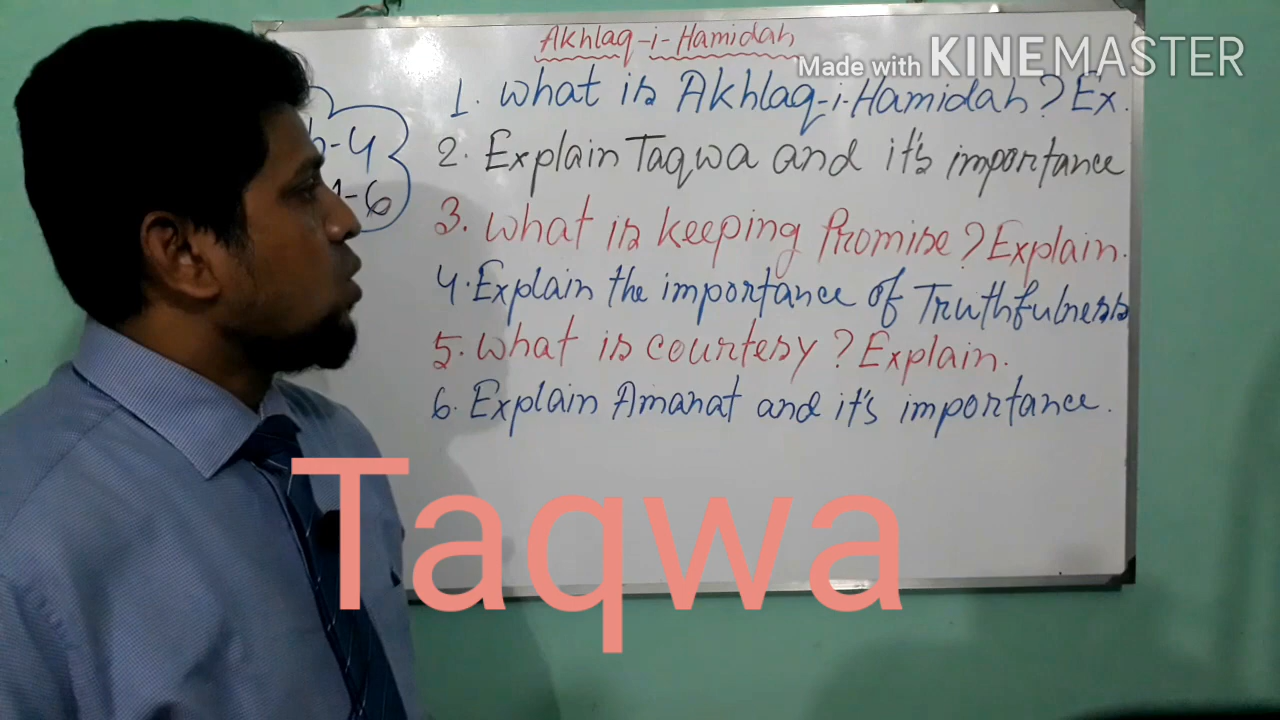 Akhlaq-i-Hamidah
Made with KINEMASTER
1. What is Akhlaq-i-Hamidah? Ex.
2. Explain Taqwa and it's importance
3. What is keeping Promise? Explain.
4. Explain the importance of Truthfulness
5. What is courtesy? Explain.
6. Explain Amanat and it's importance.
-4
-6
Taqwa